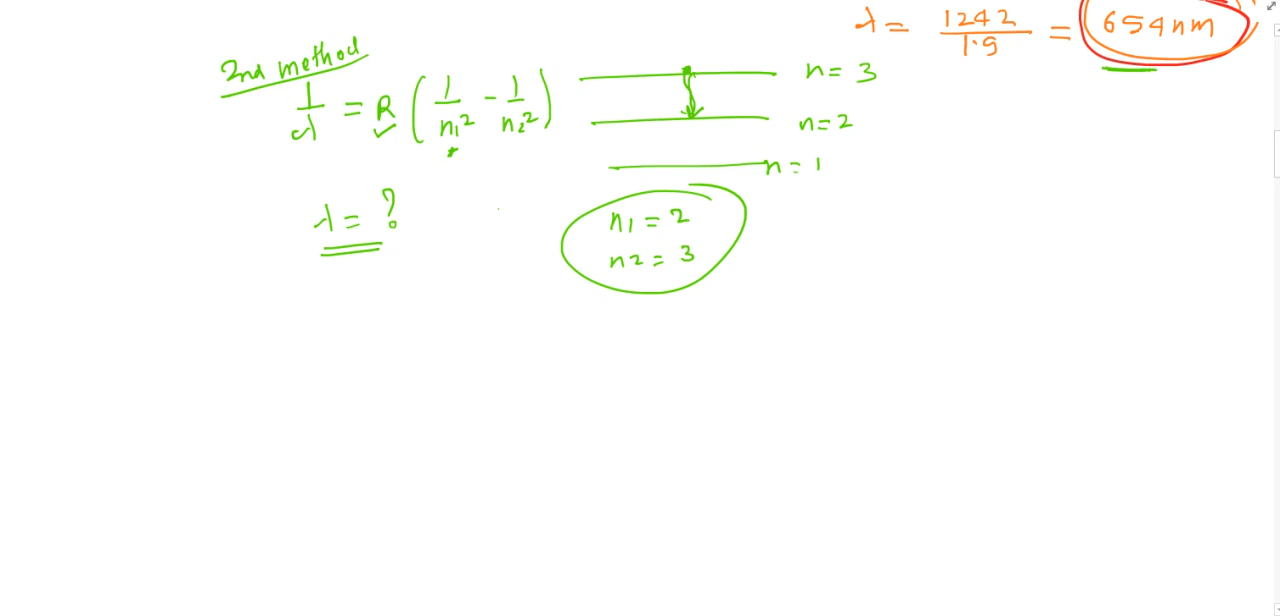 λ = 1242 / 1.9 = 654 nm
2nd method
1/λ = R (1/n₁² - 1/n₂²)
n = 3
n = 2
n = 1
λ = ?
n1 = 2
n2 = 3